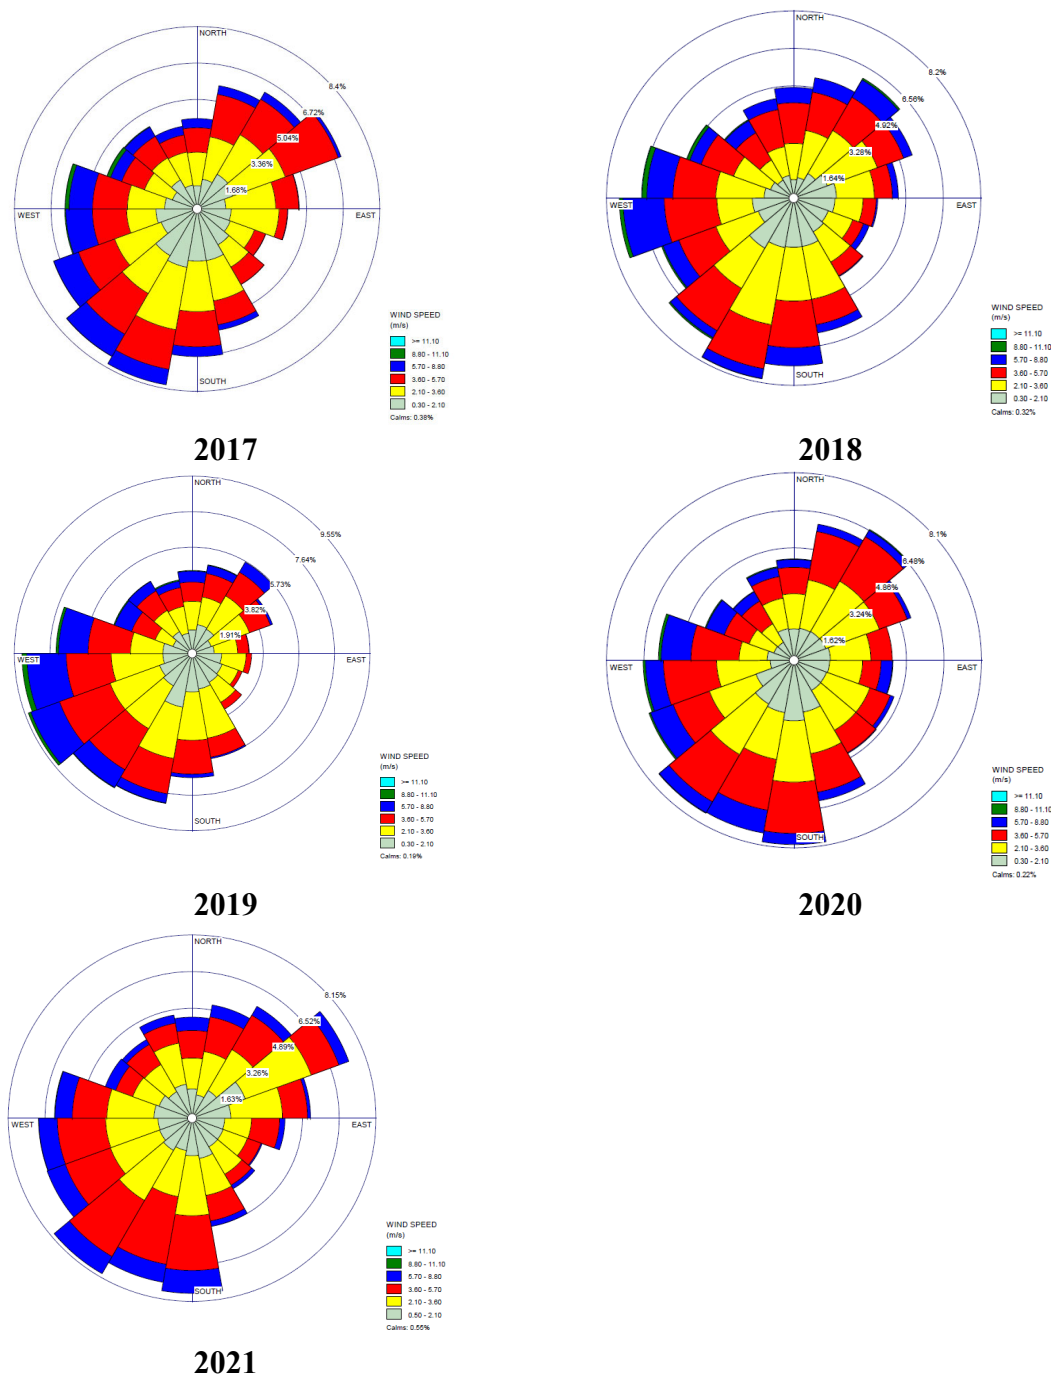 NORTH
8.4%
6.72%
5.04%
3.36%
1.68%
WEST
EAST
SOUTH
WIND SPEED
(m/s)
>= 11.10
8.80 - 11.10
5.70 - 8.80
3.60 - 5.70
2.10 - 3.60
0.30 - 2.10
Calms: 0.38%
2017
NORTH
8.2%
6.56%
4.92%
3.28%
1.64%
WEST
EAST
SOUTH
WIND SPEED
(m/s)
>= 11.10
8.80 - 11.10
5.70 - 8.80
3.60 - 5.70
2.10 - 3.60
0.30 - 2.10
Calms: 0.32%
2018
NORTH
9.55%
7.64%
5.73%
3.82%
1.91%
WEST
EAST
SOUTH
WIND SPEED
(m/s)
>= 11.10
8.80 - 11.10
5.70 - 8.80
3.60 - 5.70
2.10 - 3.60
0.30 - 2.10
Calms: 0.19%
2019
NORTH
8.1%
6.48%
4.86%
3.24%
1.62%
WEST
EAST
SOUTH
WIND SPEED
(m/s)
>= 11.10
8.80 - 11.10
5.70 - 8.80
3.60 - 5.70
2.10 - 3.60
0.30 - 2.10
Calms: 0.22%
2020
NORTH
8.15%
6.52%
4.89%
3.26%
1.63%
WEST
EAST
SOUTH
WIND SPEED
(m/s)
>= 11.10
8.80 - 11.10
5.70 - 8.80
3.60 - 5.70
2.10 - 3.60
0.50 - 2.10
Calms: 0.55%
2021